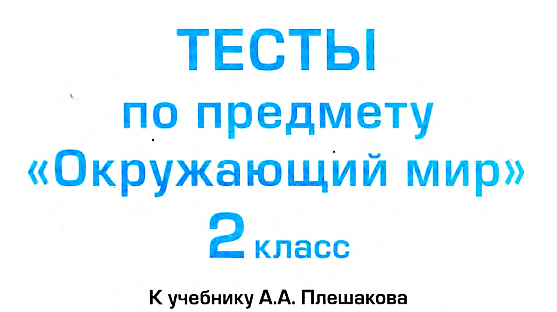 ТЕСТЫ
по предмету
«Окружающий мир»
2 класс
К учебнику А.А. Плешакова